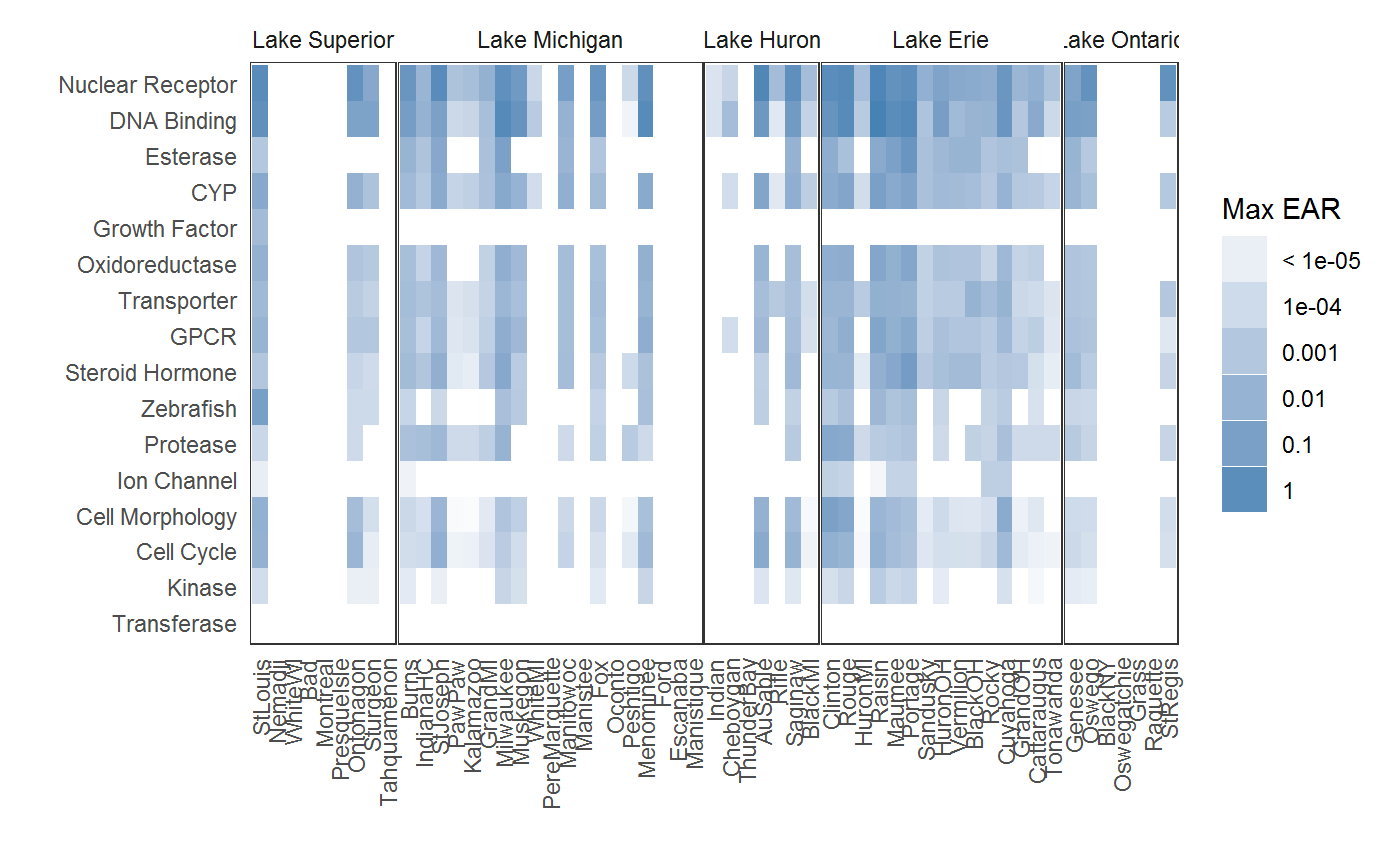 Lake Superior
Lake Michigan
Lake Huron
Lake Erie
Lake Ontario
Nuclear Receptor
DNA Binding
Esterase
CYP
Growth Factor
Oxidoreductase
Transporter
GPCR
Steroid Hormone
Zebrafish
Protease
Ion Channel
Cell Morphology
Cell Cycle
Kinase
Transferase
StLouis
Nemadji
WhiteWI
Bad
Montreal
PresqueIsle
Ontonagon
Sturgeon
Tahquamenon
Burns
IndianaHC
StJoseph
PawPaw
Kalamazoo
GrandMI
Milwaukee
Muskegon
WhiteMI
PereMarquette
Manitowoc
Manistee
Fox
Oconto
Peshtigo
Menominee
Ford
Escanaba
Manistique
Indian
Cheboygan
ThunderBay
AuSable
Rifle
Saginaw
BlackMI
Clinton
Rouge
HuronMI
Raisin
Maumee
Portage
Sandusky
HuronOH
Vermilion
BlackOH
Rocky
Cuyahoga
GrandOH
Cattaraugus
Tonawanda
Genesee
Oswego
BlackNY
Oswegatchie
Grass
Raquette
StRegis
Max EAR
< 1e-05
1e-04
0.001
0.01
0.1
1